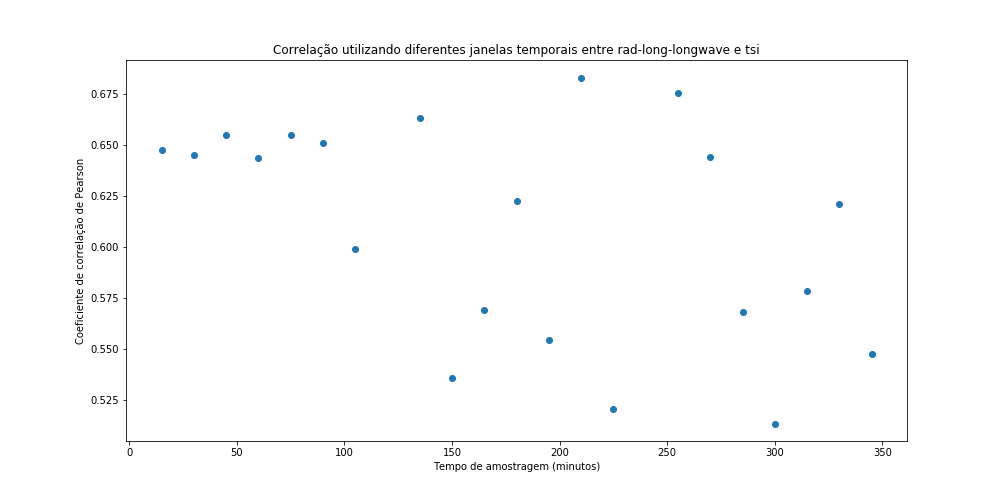 Correlação utilizando diferentes janelas temporais entre rad-long-longwave e tsi
Coeficiente de correlação de Pearson
0.675
0.650
0.625
0.600
0.575
0.550
0.525
0 50 100 150 200 250 300 350
Tempo de amostragem (minutos)